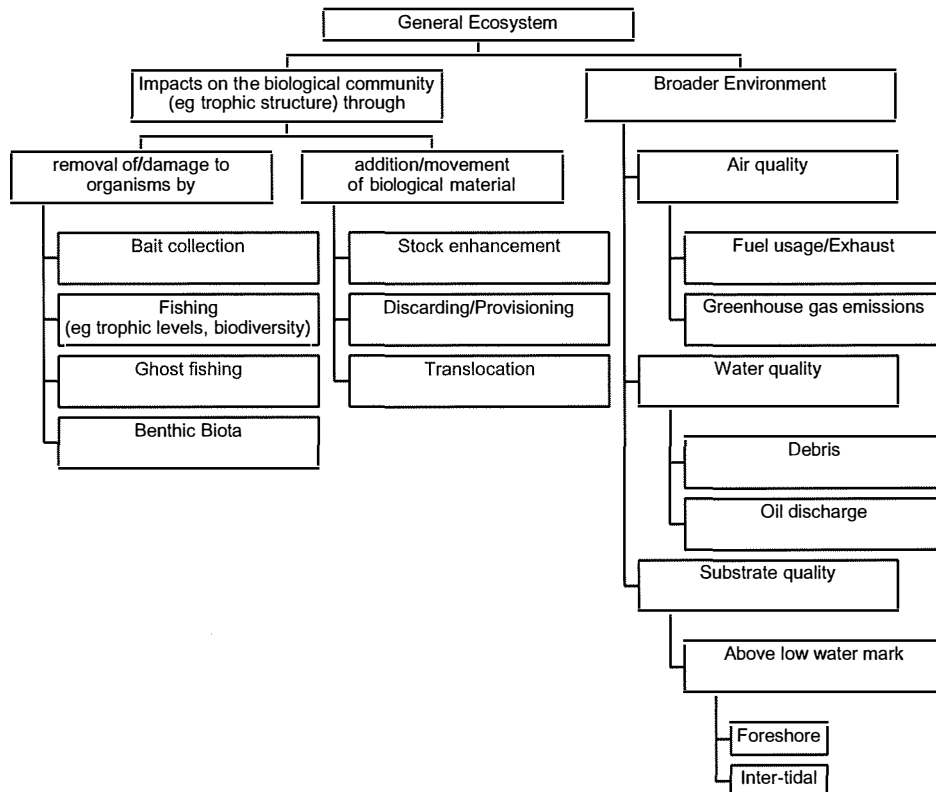 General Ecosystem
Impacts on the biological community
(eg trophic structure) through
Broader Environment
removal of/damage to
organisms by
addition/movement
of biological material
Air quality
Bait collection
Stock enhancement
Fuel usage/Exhaust
Fishing
(eg trophic levels, biodiversity)
Discarding/Provisioning
Greenhouse gas emissions
Ghost fishing
Translocation
Water quality
Benthic Biota
Debris
Oil discharge
Substrate quality
Above low water mark
Foreshore
Inter-tidal